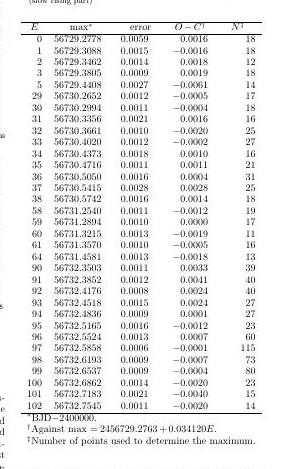 (slow rising part)
E max* error O − C† N‡
0 56729.2778 0.0059 0.0016 18
1 56729.3088 0.0015 −0.0016 18
2 56729.3462 0.0014 0.0018 12
3 56729.3805 0.0009 0.0019 18
5 56729.4408 0.0027 −0.0061 14
29 56730.2652 0.0012 −0.0005 17
30 56730.2994 0.0011 −0.0004 18
31 56730.3356 0.0021 0.0016 16
32 56730.3661 0.0010 −0.0020 25
33 56730.4020 0.0012 −0.0002 27
34 56730.4373 0.0018 0.0010 16
35 56730.4716 0.0011 0.0011 21
36 56730.5050 0.0016 0.0004 31
37 56730.5415 0.0028 0.0028 25
38 56730.5742 0.0016 0.0014 18
58 56731.2540 0.0011 −0.0012 19
59 56731.2894 0.0010 0.0000 17
60 56731.3215 0.0013 −0.0019 11
61 56731.3570 0.0010 −0.0005 16
64 56731.4581 0.0013 −0.0018 13
90 56732.3503 0.0011 0.0033 39
91 56732.3852 0.0012 0.0041 40
92 56732.4176 0.0008 0.0024 40
93 56732.4518 0.0015 0.0024 27
94 56732.4836 0.0009 0.0001 27
95 56732.5165 0.0016 −0.0012 23
96 56732.5524 0.0013 0.0007 60
97 56732.5858 0.0006 −0.0001 115
98 56732.6193 0.0009 −0.0007 73
99 56732.6537 0.0009 −0.0004 80
100 56732.6862 0.0014 −0.0020 23
101 56732.7183 0.0021 −0.0040 15
102 56732.7545 0.0011 −0.0020 14
*BJD−2400000.
†Against max = 2456729.2763 + 0.034120E.
‡Number of points used to determine the maximum.